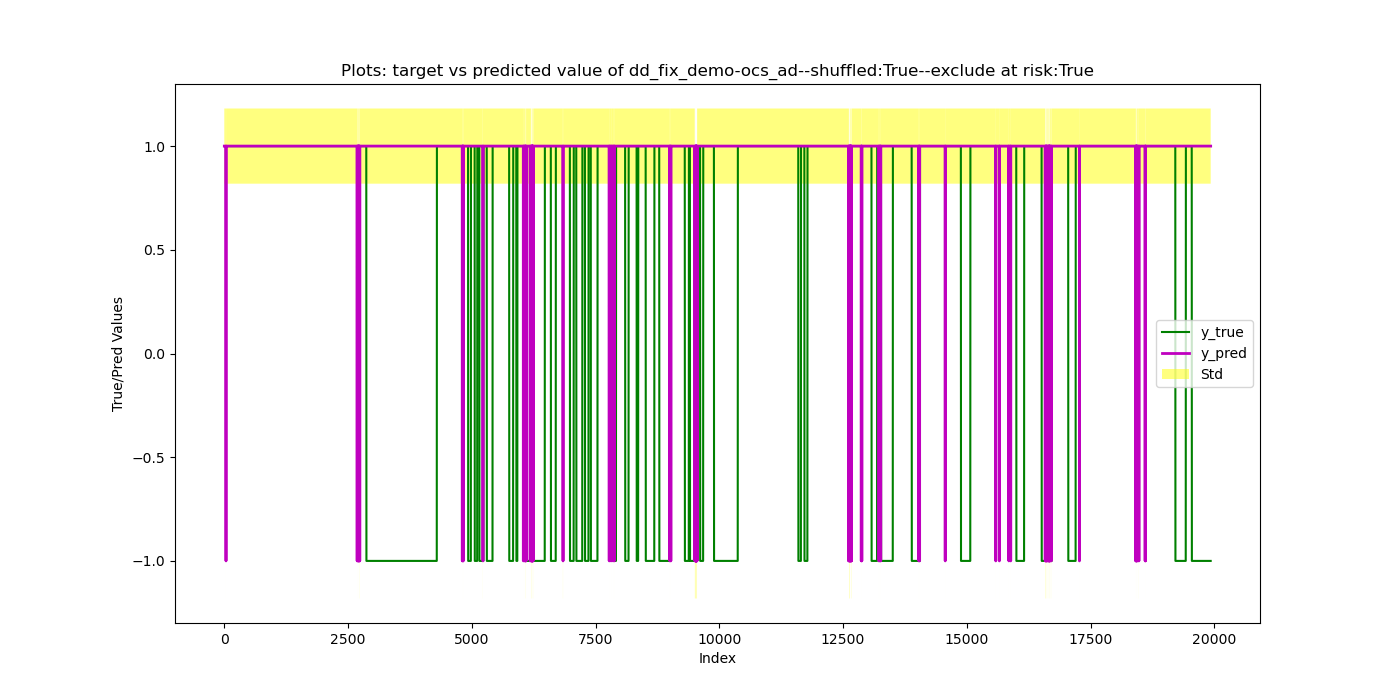 Plots: target vs predicted value of dd_fix_demo-ocs_ad--shuffled:True--exclude at risk:True
1.0
0.5
0.0
−0.5
−1.0
True/Pred Values
y_true
y_pred
Std
0 2500 5000 7500 10000 12500 15000 17500 20000
Index